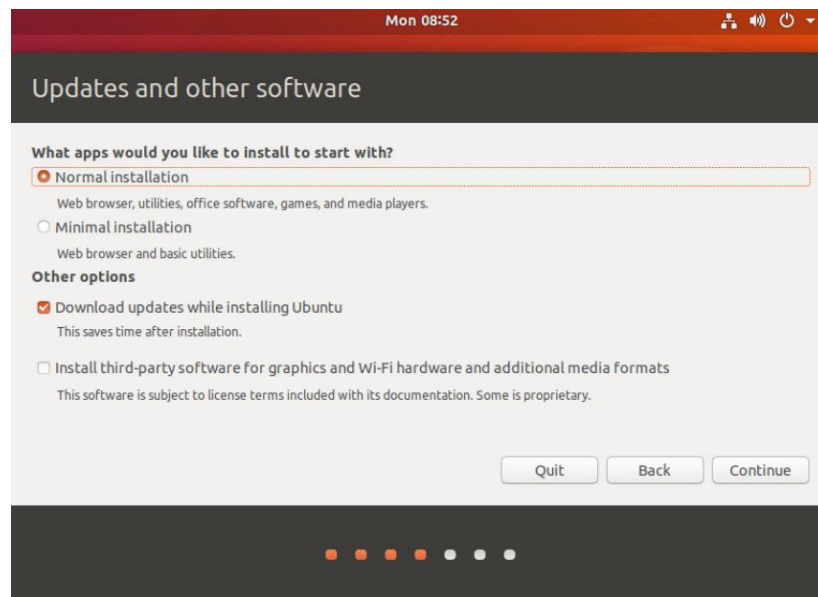 Mon 08:52
Updates and other software
What apps would you like to install to start with?
Normal installation
Web browser, utilities, office software, games, and media players.
Minimal installation
Web browser and basic utilities.
Other options
Download updates while installing Ubuntu
This saves time after installation.
Install third-party software for graphics and Wi-Fi hardware and additional media formats
This software is subject to license terms included with its documentation. Some is proprietary.
Quit Back Continue